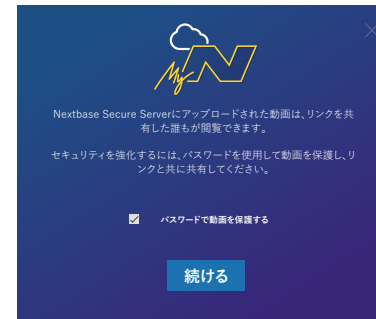 My N
Nextbase Secure Serverにアップロードされた動画は、リンクを共
有した誰もが閲覧できます。
セキュリティを強化するには、パスワードを使用して動画を保護し、リ
ンクと共に共有してください。
パスワードで動画を保護する
続ける